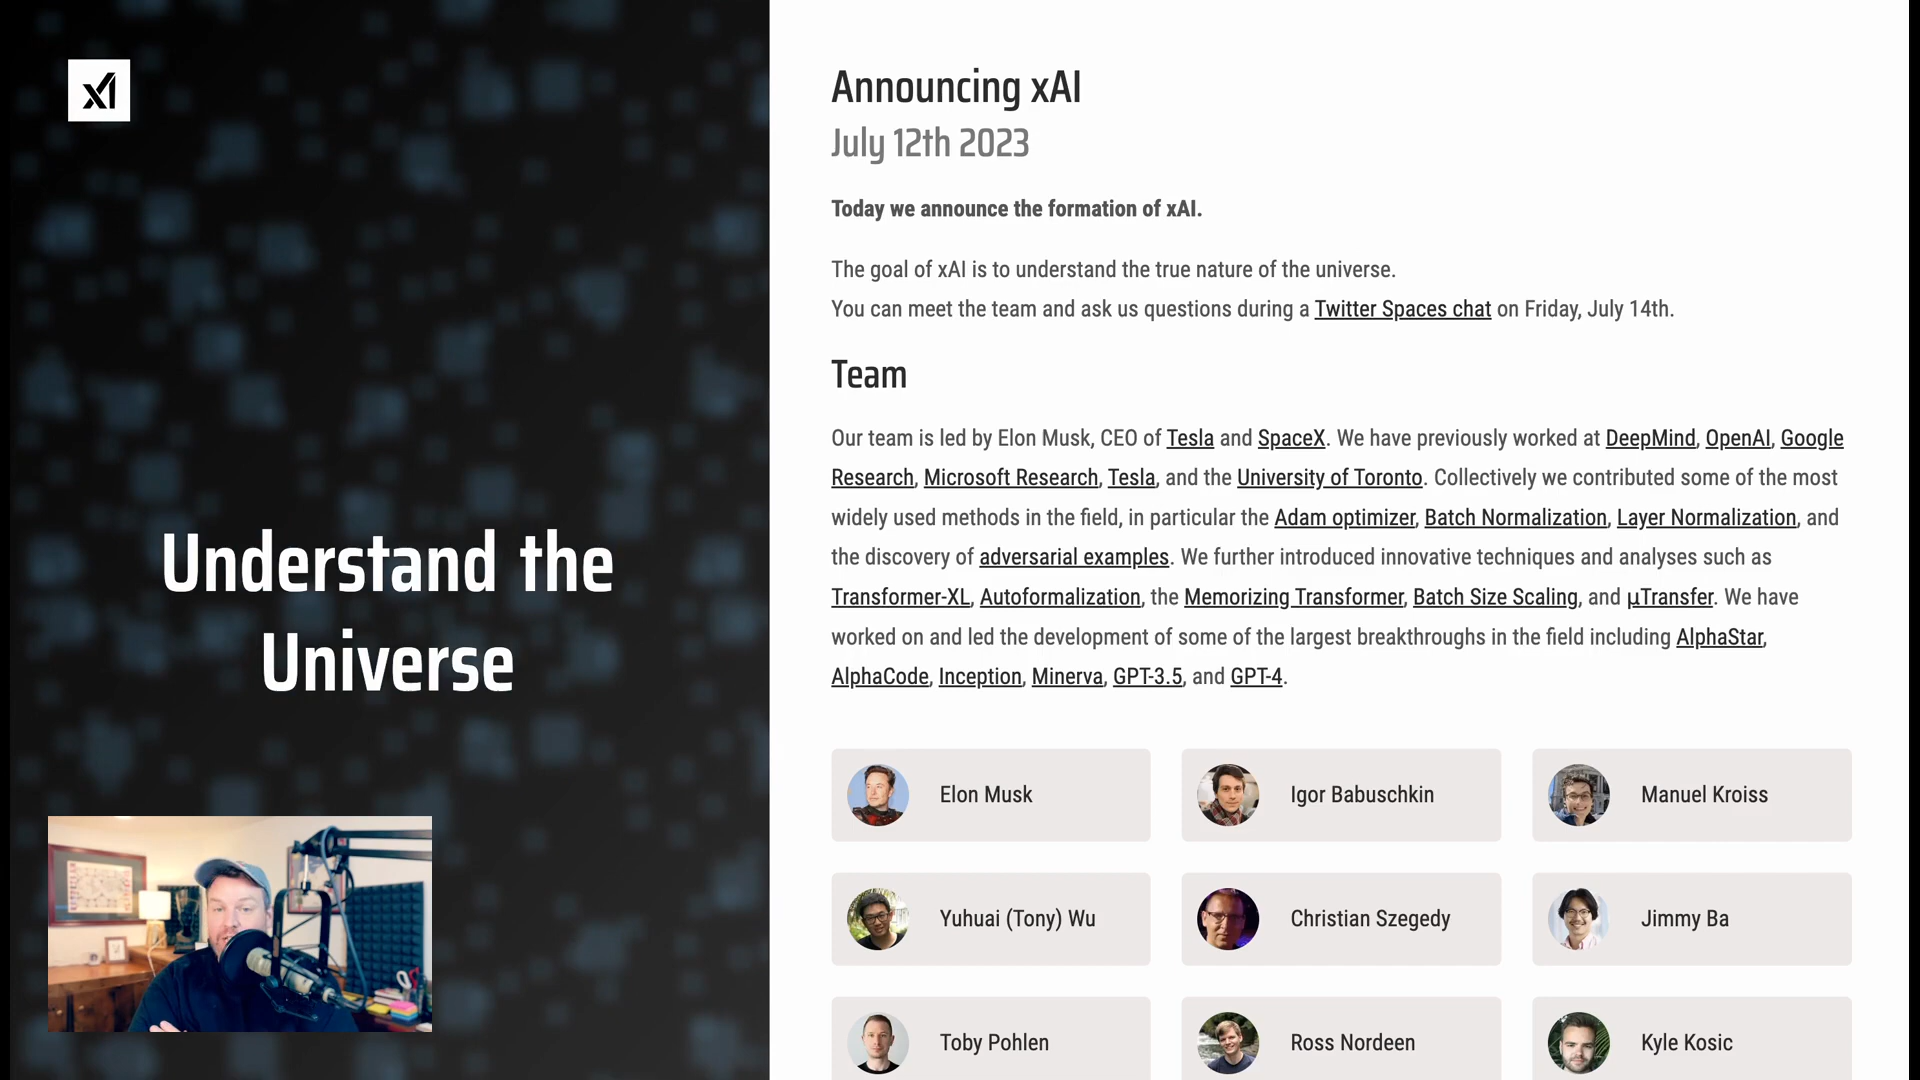 xAI
Understand the
Universe
Announcing xAI
July 12th 2023
Today we announce the formation of xAI.
The goal of xAI is to understand the true nature of the universe.
You can meet the team and ask us questions during a Twitter Spaces chat on Friday, July 14th.
Team
Our team is led by Elon Musk, CEO of Tesla and SpaceX. We have previously worked at DeepMind, OpenAI, Google
Research, Microsoft Research, Tesla, and the University of Toronto. Collectively we contributed some of the most
widely used methods in the field, in particular the Adam optimizer, Batch Normalization, Layer Normalization, and
the discovery of adversarial examples. We further introduced innovative techniques and analyses such as
Transformer-XL, Autoformalization, the Memorizing Transformer, Batch Size Scaling, and μTransfer. We have
worked on and led the development of some of the largest breakthroughs in the field including AlphaStar,
AlphaCode, Inception, Minerva, GPT-3.5, and GPT-4.
Elon Musk
Igor Babuschkin
Manuel Kroiss
Yuhuai (Tony) Wu
Christian Szegedy
Jimmy Ba
Toby Pohlen
Ross Nordeen
Kyle Kosic